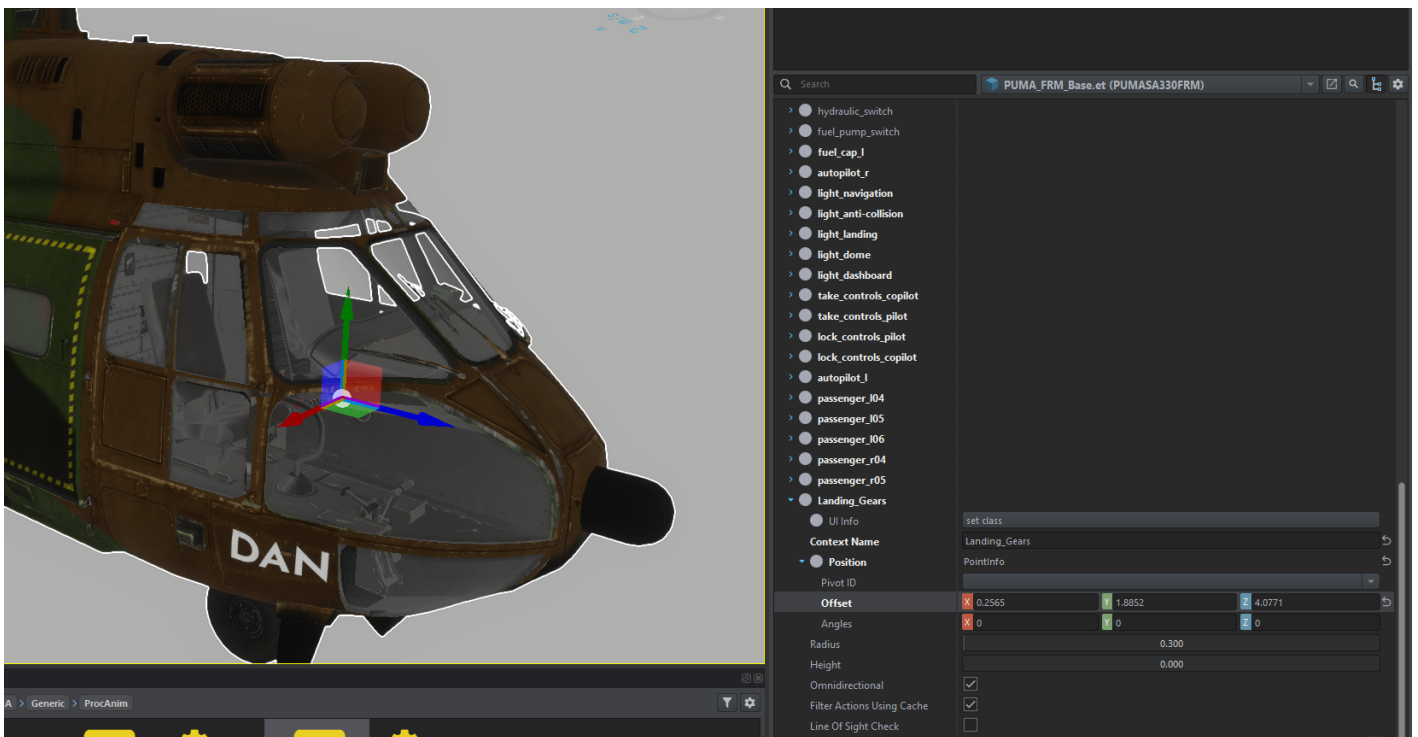 Search
PUMA_FRM_Base.et (PUMASA330FRM)
hydraulic_switch
fuel_pump_switch
fuel_cap_l
autopilot_r
light_navigation
light_anti-collision
light_landing
light_dome
light_dashboard
take_controls_copilot
take_controls_pilot
lock_controls_pilot
lock_controls_copilot
autopilot_l
passenger_l04
passenger_l05
passenger_l06
passenger_r04
passenger_r05
Landing_Gears
UI Info set class
Context Name Landing_Gears
Position PointInfo
Pivot ID
Offset X 0.2565 Y 1.8852 Z 4.0771
Angles X 0 Y 0 Z 0
Radius 0.300
Height 0.000
Omnidirectional
Filter Actions Using Cache
Line Of Sight Check
DAN
A > Generic > ProcAnim